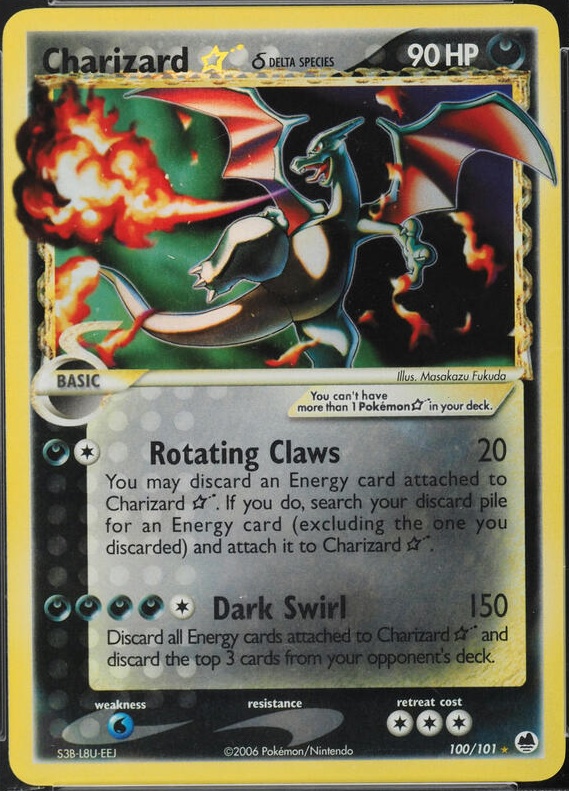 Charizard ☆ δ DELTA SPECIES 90 HP
BASIC
Illus. Masakazu Fukuda
You can't have
more than 1 Pokémon ☆ in your deck.
Rotating Claws 20
You may discard an Energy card attached to
Charizard ☆. If you do, search your discard pile
for an Energy card (excluding the one you
discarded) and attach it to Charizard ☆.
Dark Swirl 150
Discard all Energy cards attached to Charizard ☆ and
discard the top 3 cards from your opponent's deck.
weakness resistance retreat cost
S3B-L8U-EEJ ©2006 Pokémon/Nintendo 100/101 ★